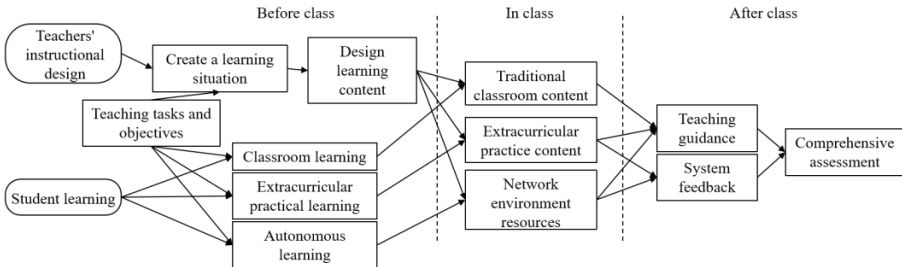 Before class
In class
After class
Teachers'
instructional
design
Create a learning
situation
Design
learning
content
Teaching tasks and
objectives
Classroom learning
Student learning
Extracurricular
practical learning
Autonomous
learning
Traditional
classroom content
Extracurricular
practice content
Network
environment
resources
Teaching
guidance
System
feedback
Comprehensive
assessment